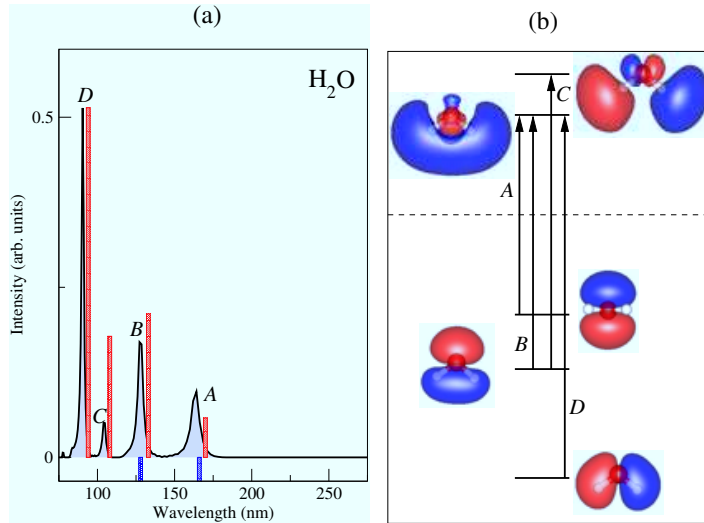 (a)
(b)
H₂O
D
0.5
Intensity (arb. units)
B
A
C
0
100
150
200
250
Wavelength (nm)
C
A
B
D